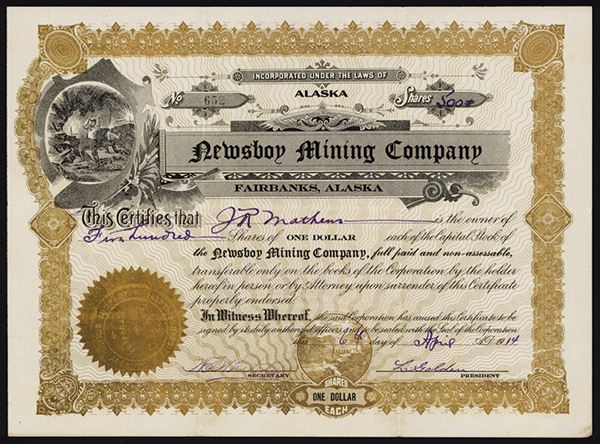 INCORPORATED UNDER THE LAWS OF
ALASKA
No 652 Shares 500
Newsboy Mining Company
FAIRBANKS, ALASKA
This Certifies that J R Mathens is the owner of
Five hundred Shares of ONE DOLLAR each of the Capital Stock of
the Newsboy Mining Company, full paid and non-assessable,
transferable only on the books of the Corporation by the holder
hereof in person or by Attorney, upon surrender of this Certificate
properly endorsed.
In Witness Whereof, the said Corporation has caused this Certificate to be
signed by its duly authorized officers and to be sealed with the Seal of the Corporation
this 6th day of April A.D. 1914
L. Golden
SECRETARY PRESIDENT
SHARES
ONE DOLLAR
EACH